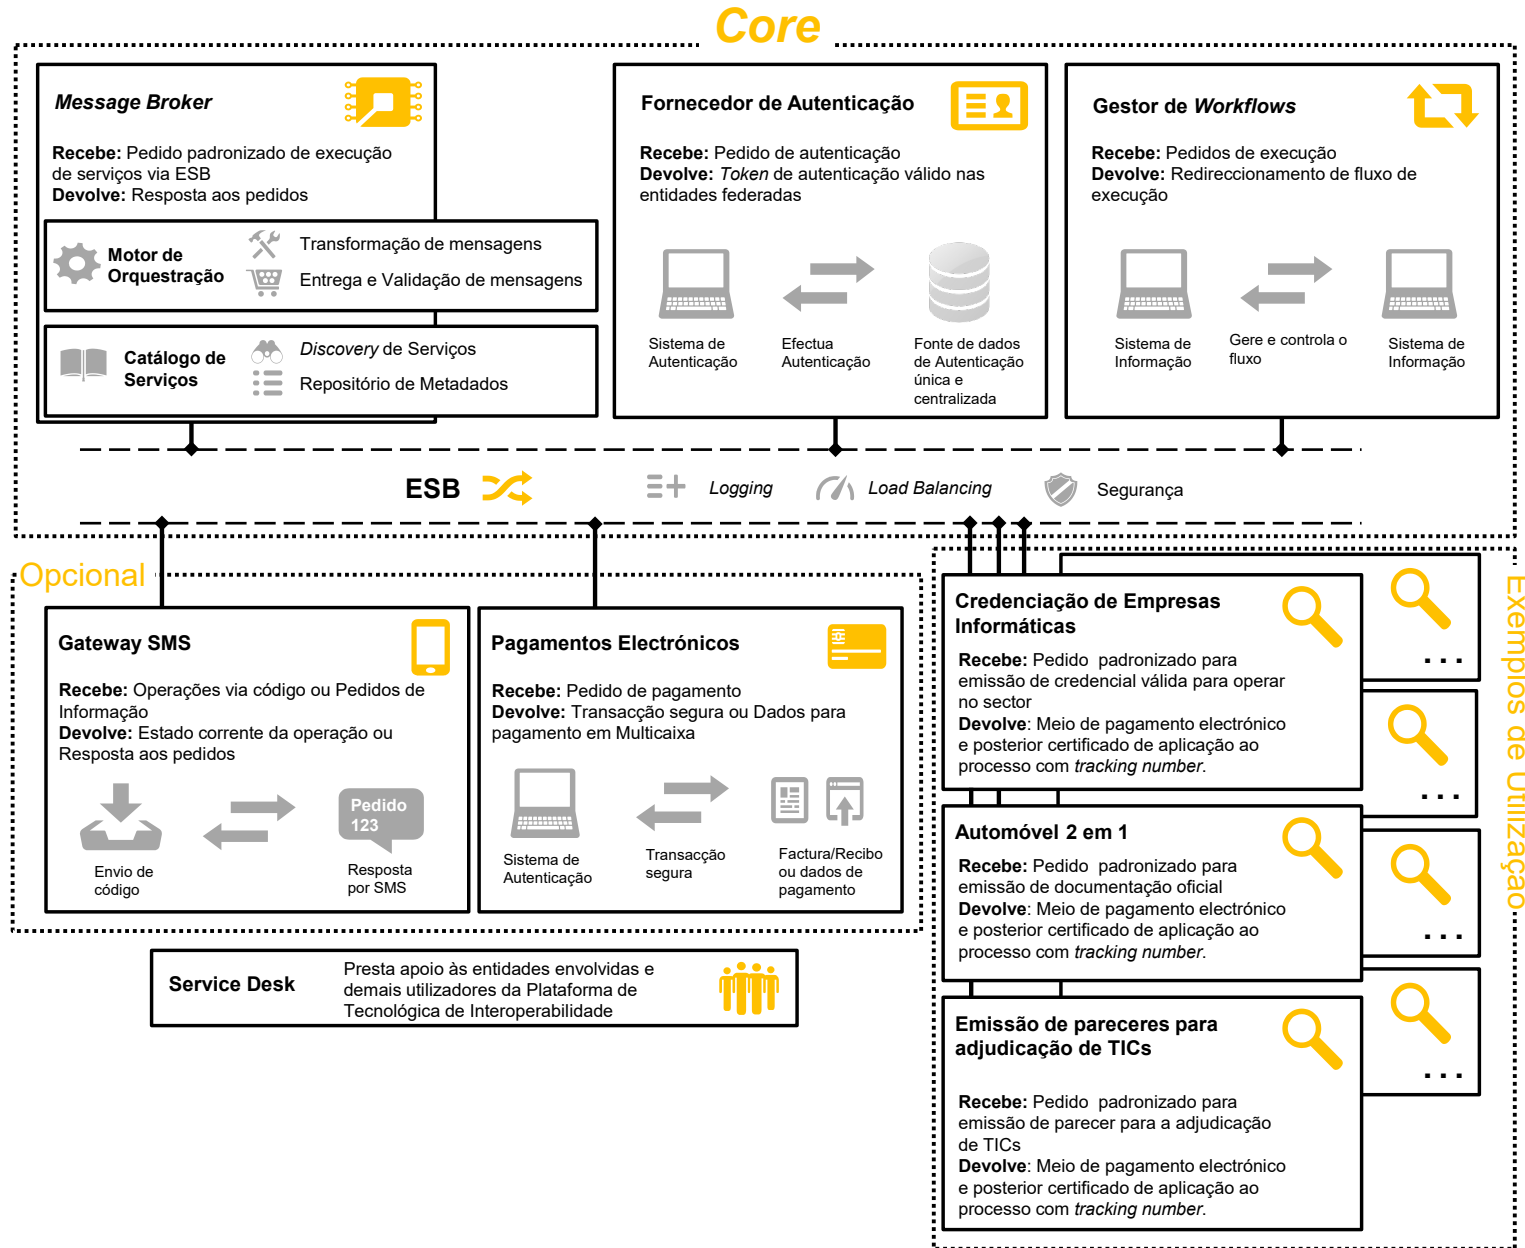 Core
Message Broker
Recebe: Pedido padronizado de execução
de serviços via ESB
Devolve: Resposta aos pedidos
Motor de
Orquestração
Transformação de mensagens
Entrega e Validação de mensagens
Catálogo de
Serviços
Discovery de Serviços
Repositório de Metadados
Fornecedor de Autenticação
Recebe: Pedido de autenticação
Devolve: Token de autenticação válido nas
entidades federadas
Sistema de
Autenticação
Efectua
Autenticação
Fonte de dados
de Autenticação
única e
centralizada
Gestor de Workflows
Recebe: Pedidos de execução
Devolve: Redireccionamento de fluxo de
execução
Sistema de
Informação
Gere e controla o
fluxo
Sistema de
Informação
ESB
Logging
Load Balancing
Segurança
Opcional
Gateway SMS
Recebe: Operações via código ou Pedidos de
Informação
Devolve: Estado corrente da operação ou
Resposta aos pedidos
Envio de
código
Pedido
123
Resposta
por SMS
Pagamentos Electrónicos
Recebe: Pedido de pagamento
Devolve: Transacção segura ou Dados para
pagamento em Multicaixa
Sistema de
Autenticação
Transacção
segura
Factura/Recibo
ou dados de
pagamento
Service Desk
Presta apoio às entidades envolvidas e
demais utilizadores da Plataforma de
Tecnológica de Interoperabilidade
Exemplos de Utilização
Credenciação de Empresas
Informáticas
Recebe: Pedido padronizado para
emissão de credencial válida para operar
no sector
Devolve: Meio de pagamento electrónico
e posterior certificado de aplicação ao
processo com tracking number.
...
...
Automóvel 2 em 1
Recebe: Pedido padronizado para
emissão de documentação oficial
Devolve: Meio de pagamento electrónico
e posterior certificado de aplicação ao
processo com tracking number.
...
Emissão de pareceres para
adjudicação de TICs
Recebe: Pedido padronizado para
emissão de parecer para a adjudicação
de TICs
Devolve: Meio de pagamento electrónico
e posterior certificado de aplicação ao
processo com tracking number.
...